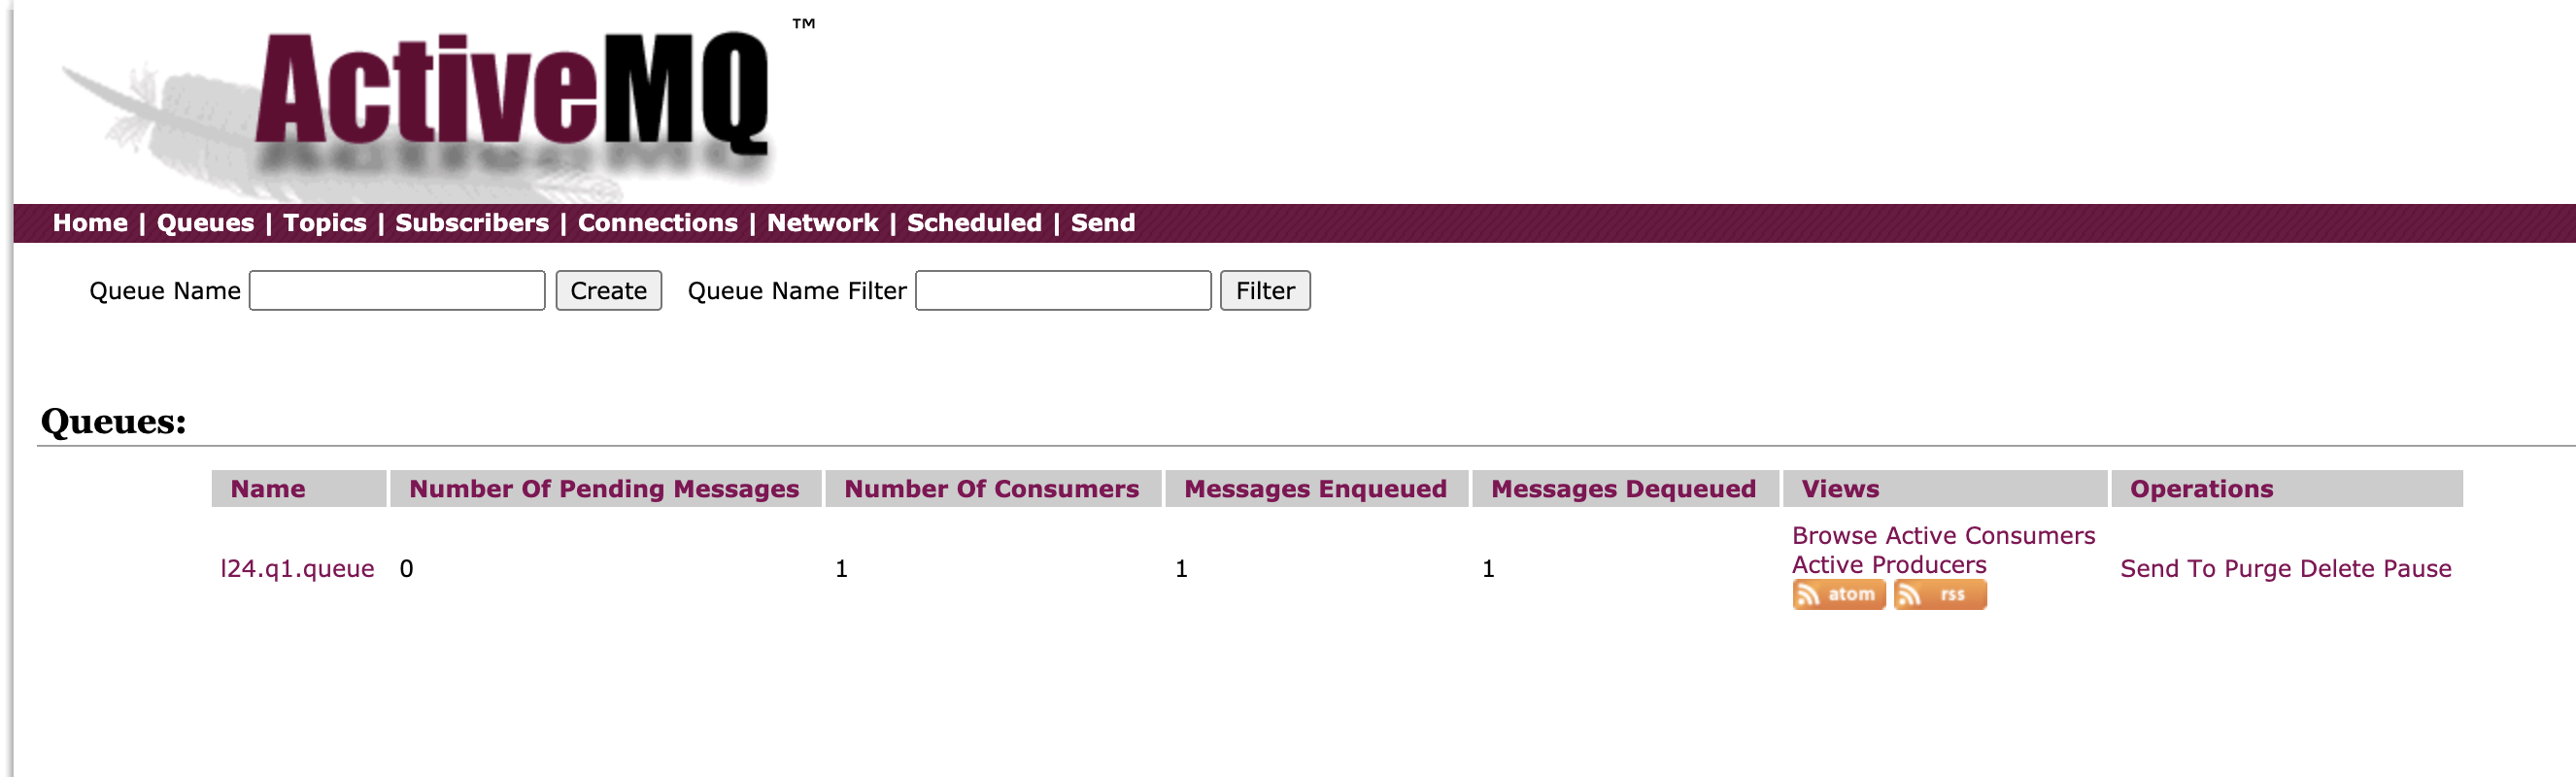 ActiveMQ ™
Home | Queues | Topics | Subscribers | Connections | Network | Scheduled | Send
Queue Name Create Queue Name Filter Filter
Queues:
Name Number Of Pending Messages Number Of Consumers Messages Enqueued Messages Dequeued Views Operations
l24.q1.queue 0 1 1 1
Browse Active Consumers
Active Producers
atom rss
Send To Purge Delete Pause